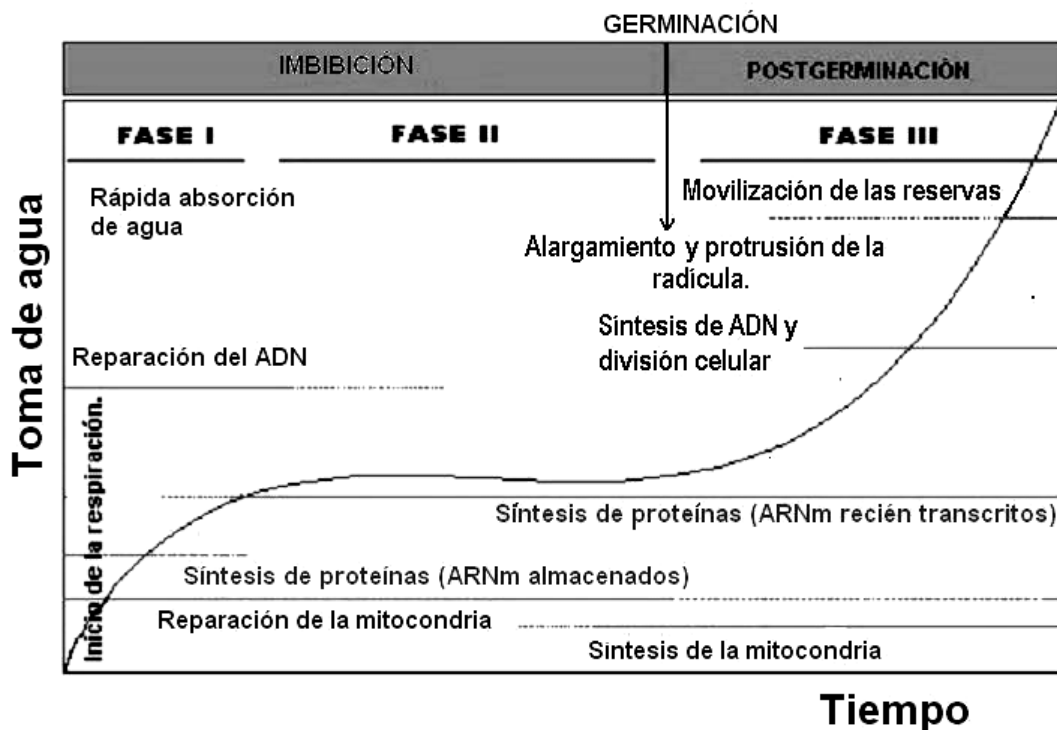 GERMINACIÓN
IMBIBICIÓN
POSTGERMINACIÓN
FASE I
FASE II
FASE III
Rápida absorción
de agua
Movilización de las reservas
Alargamiento y protrusión de la
radícula.
Síntesis de ADN y
división celular
Reparación del ADN
Toma de agua
Inicio de la respiración.
Síntesis de proteínas (ARNm recién transcritos)
Síntesis de proteínas (ARNm almacenados)
Reparación de la mitocondria
Sintesis de la mitocondria
Tiempo